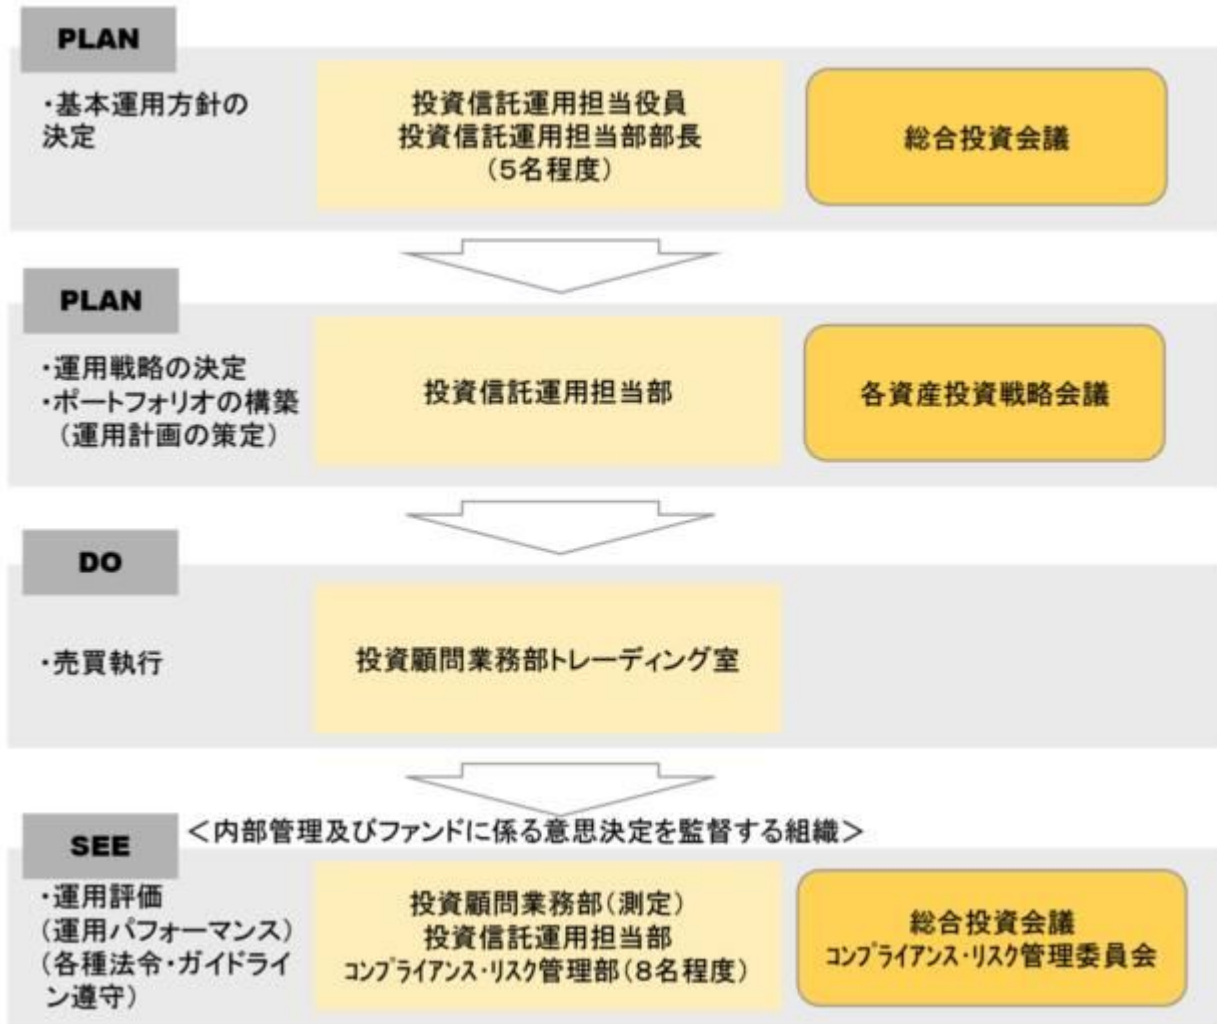 PLAN
・基本運用方針の
決定
投資信託運用担当役員
投資信託運用担当部部長
(5名程度)
総合投資会議
PLAN
・運用戦略の決定
・ポートフォリオの構築
(運用計画の策定)
投資信託運用担当部
各資産投資戦略会議
DO
・売買執行
投資顧問業務部トレーディング室
SEE
＜内部管理及びファンドに係る意思決定を監督する組織＞
・運用評価
(運用パフォーマンス)
(各種法令・ガイドライ
ン遵守)
投資顧問業務部(測定)
投資信託運用担当部
コンプライアンス・リスク管理部(8名程度)
総合投資会議
コンプライアンス・リスク管理委員会